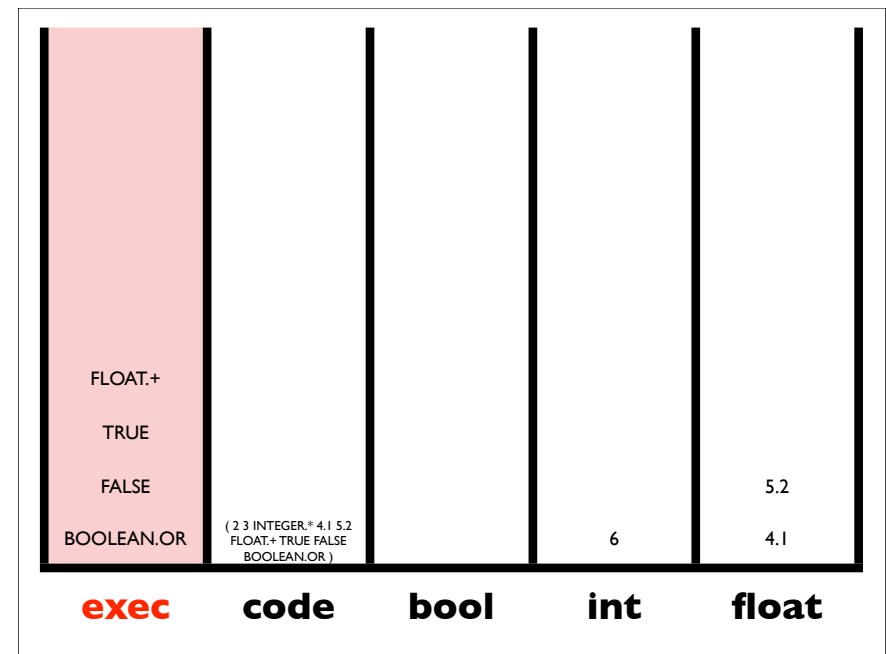 FLOAT.+
TRUE
FALSE
5.2
BOOLEAN.OR
( 2 3 INTEGER.* 4.1 5.2
FLOAT.+ TRUE FALSE
BOOLEAN.OR )
6
4.1
exec code bool int float